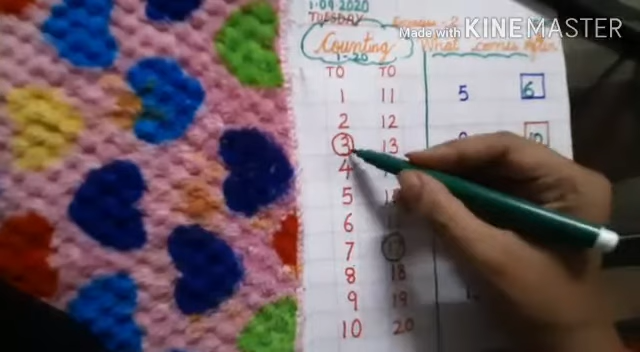 1.09.2020
TUESDAY
Made with KINEMASTER
Counting
1-20
What comes after
TO TO
1 11
2 12
3 13
4
5
6
7
8 18
9 19
10 20
5 6